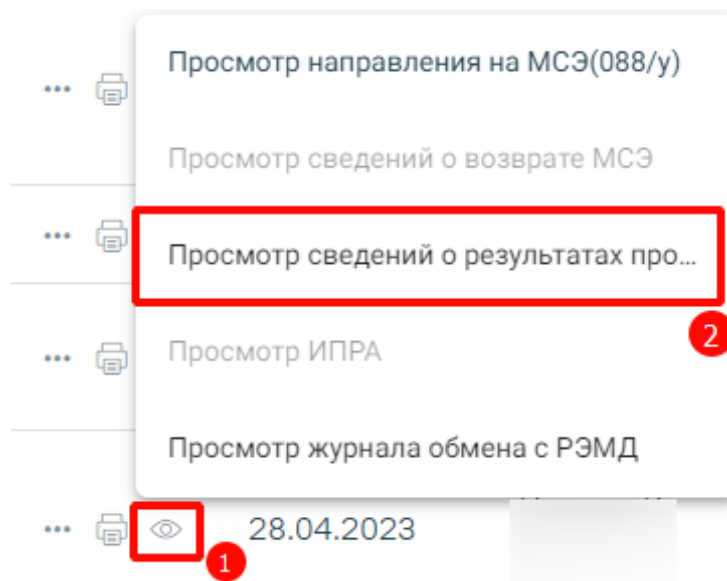 Просмотр направления на МСЭ(088/у)
Просмотр сведений о возврате МСЭ
Просмотр сведений о результатах про...
2
Просмотр ИПРА
Просмотр журнала обмена с РЭМД
28.04.2023
1